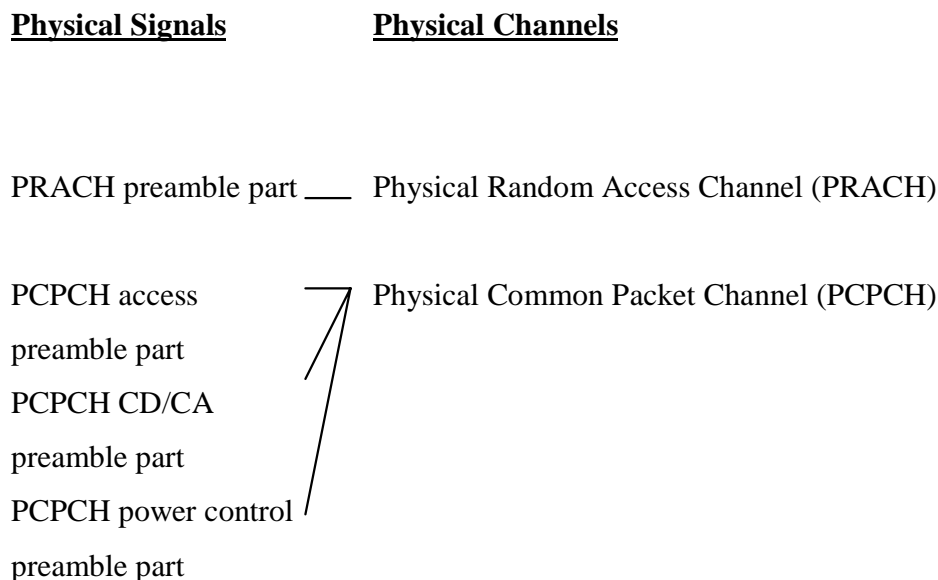 Physical Signals Physical Channels
PRACH preamble part Physical Random Access Channel (PRACH)
PCPCH access Physical Common Packet Channel (PCPCH)
preamble part
PCPCH CD/CA
preamble part
PCPCH power control
preamble part